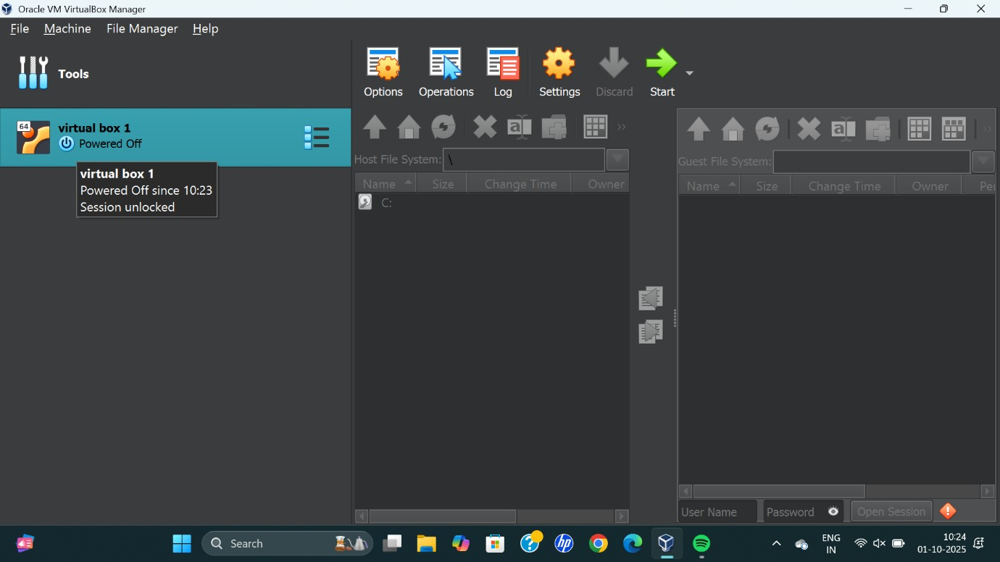 Oracle VM VirtualBox Manager
File Machine File Manager Help
Tools
Options Operations Log Settings Discard Start
64
virtual box 1
Powered Off
virtual box 1
Powered Off since 10:23
Session unlocked
Host File System: \
Name Size Change Time Owner
C:
Guest File System:
Name Size Change Time Owner Pe
User Name Password Open Session
Search
ENG
IN
10:24
01-10-2025